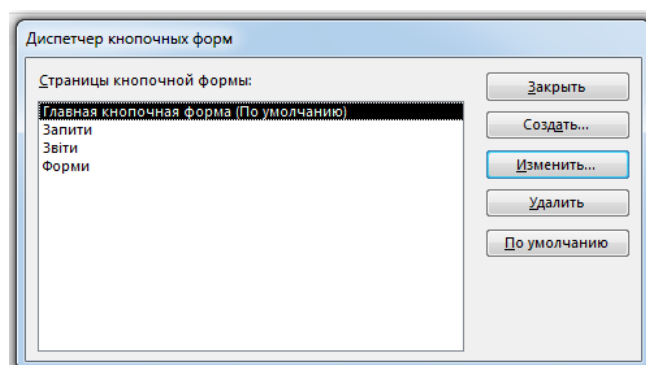 Диспетчер кнопочных форм
Страницы кнопочной формы:
Главная кнопочная форма (По умолчанию)
Запити
Звіти
Форми
Закрыть
Создать...
Изменить...
Удалить
По умолчанию